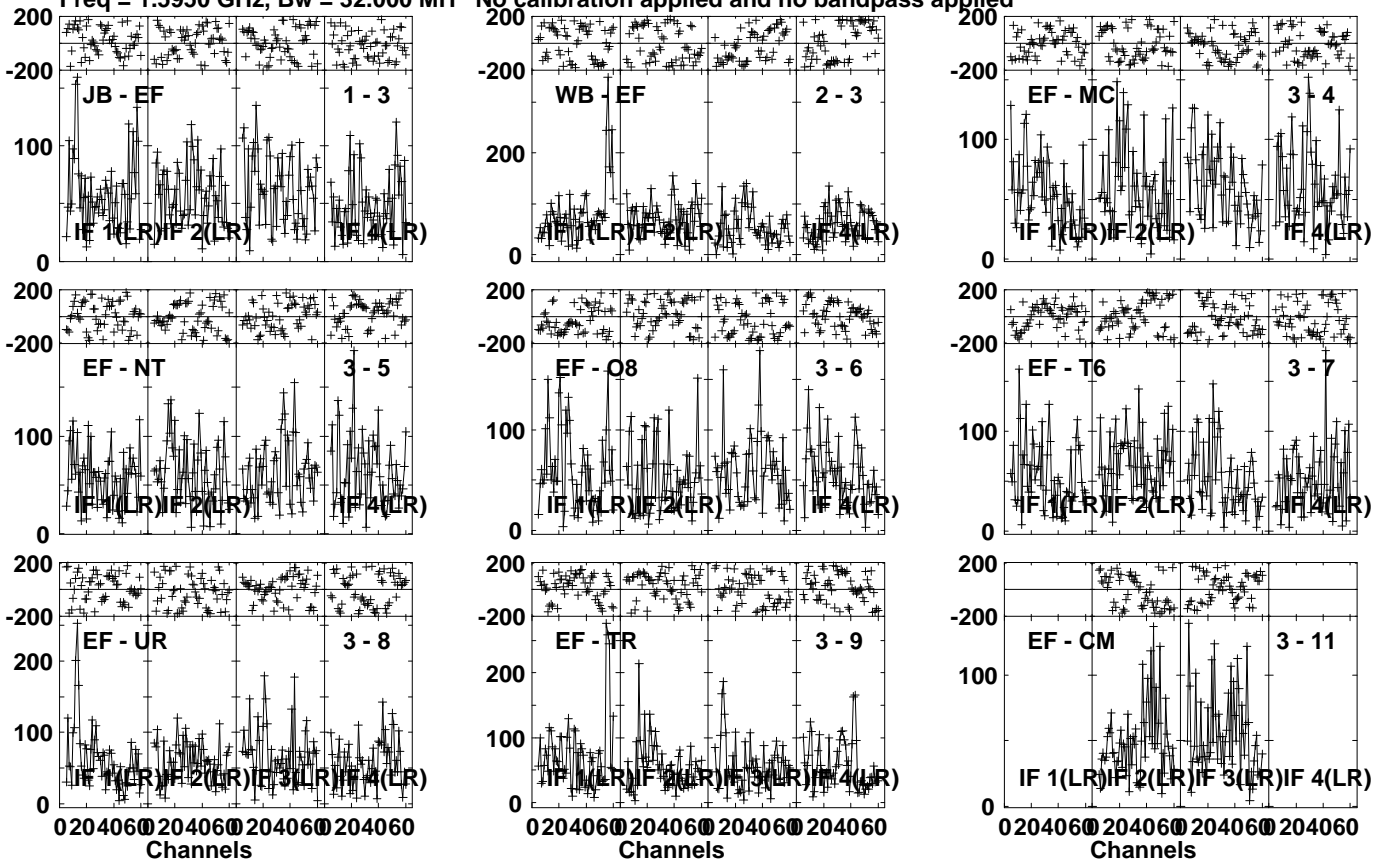 Freq = 1.5950 GHz, Bw = 32.000 MH No calibration applied and no bandpass applied
200
-200
JB - EF 1 - 3
100
IF 1(LR) IF 2(LR) IF 4(LR)
0
200
-200
WB - EF 2 - 3
200
100
IF 1(LR) IF 2(LR) IF 4(LR)
0
200
-200
EF - MC 3 - 4
100
IF 1(LR) IF 2(LR) IF 4(LR)
0
200
-200
EF - NT 3 - 5
100
IF 1(LR) IF 2(LR) IF 4(LR)
0
200
-200
EF - O8 3 - 6
100
IF 1(LR) IF 2(LR) IF 4(LR)
0
200
-200
EF - T6 3 - 7
100
IF 1(LR) IF 2(LR) IF 4(LR)
0
200
-200
EF - UR 3 - 8
200
100
IF 1(LR) IF 2(LR) IF 3(LR) IF 4(LR)
0
0 20 40 60 0 20 40 60 0 20 40 60 0 20 40 60
Channels
200
-200
EF - TR 3 - 9
200
100
IF 1(LR) IF 2(LR) IF 3(LR) IF 4(LR)
0
0 20 40 60 0 20 40 60 0 20 40 60 0 20 40 60
Channels
200
-200
EF - CM 3 - 11
100
IF 1(LR) IF 2(LR) IF 3(LR) IF 4(LR)
0
0 20 40 60 0 20 40 60 0 20 40 60 0 20 40 60
Channels